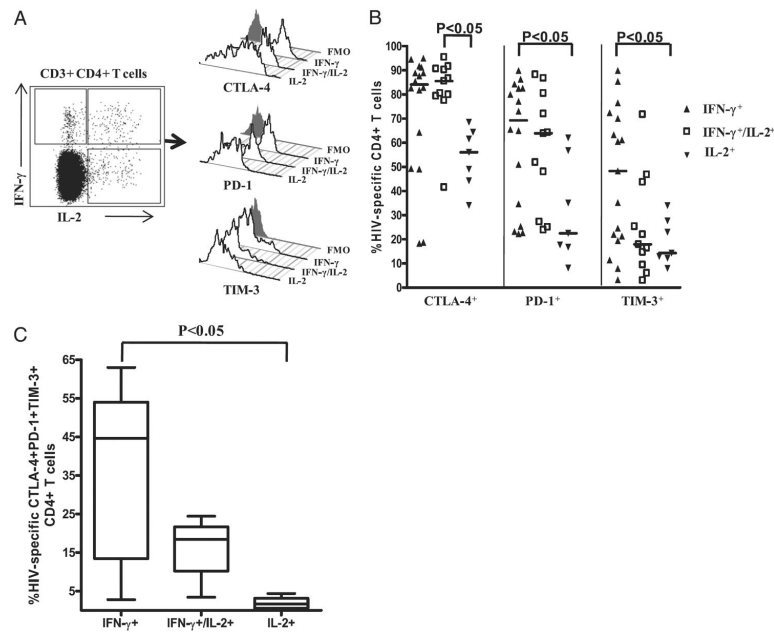 A
CD3+ CD4+ T cells
IFN-γ
IL-2
FMO
IFN-γ
IFN-γ/IL-2
IL-2
CTLA-4
FMO
IFN-γ
IFN-γ/IL-2
IL-2
PD-1
FMO
IFN-γ
IFN-γ/IL-2
IL-2
TIM-3
B
P<0.05
P<0.05
P<0.05
%HIV-specific CD4+ T cells
100
90
80
70
60
50
40
30
20
10
0
CTLA-4+
PD-1+
TIM-3+
IFN-γ+
IFN-γ+/IL-2+
IL-2+
C
P<0.05
%HIV-specific CTLA-4+PD-1+TIM-3+
CD4+ T cells
65
55
45
35
25
15
5
IFN-γ+
IFN-γ+/IL-2+
IL-2+